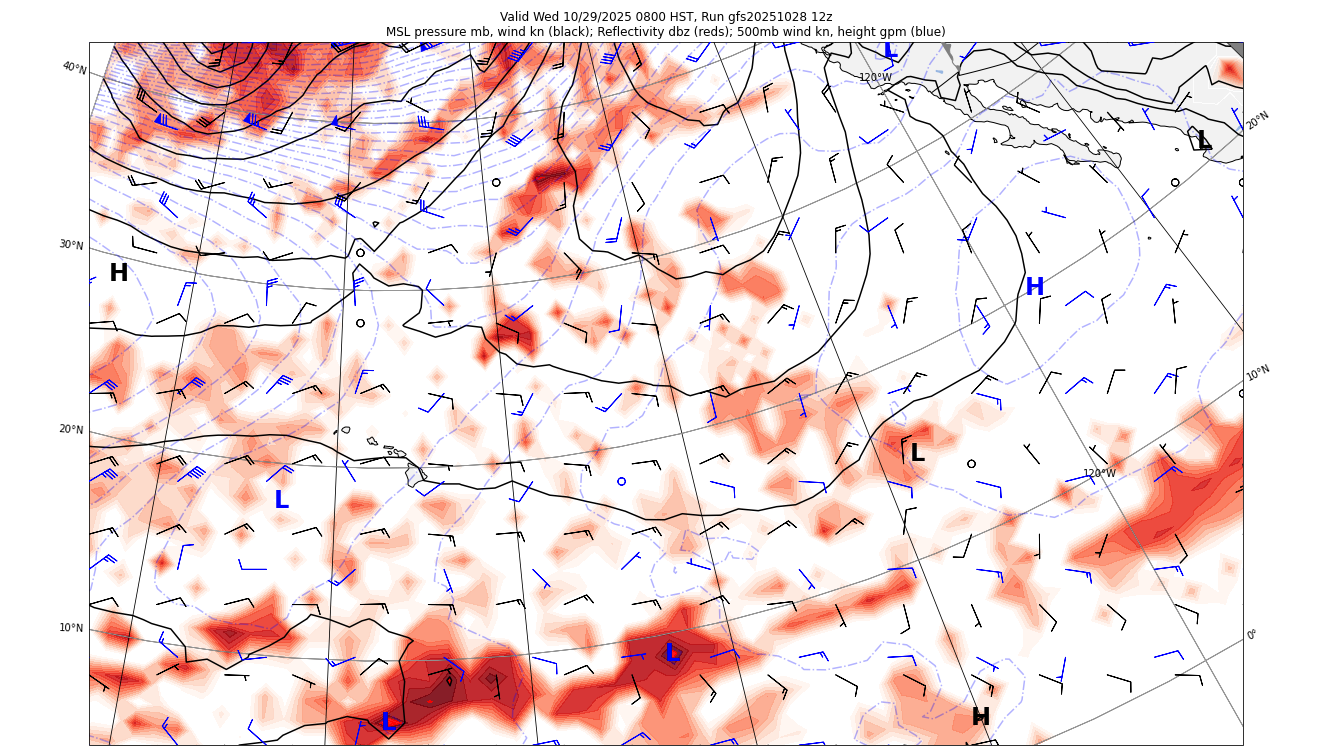 Valid Wed 10/29/2025 0800 HST, Run gfs20251028 12z
MSL pressure mb, wind kn (black); Reflectivity dbz (reds); 500mb wind kn, height gpm (blue)
L
40°N
120°W
20°N
L
30°N
H
H
10°N
20°N
L
120°W
L
10°N
0°
L
H
L